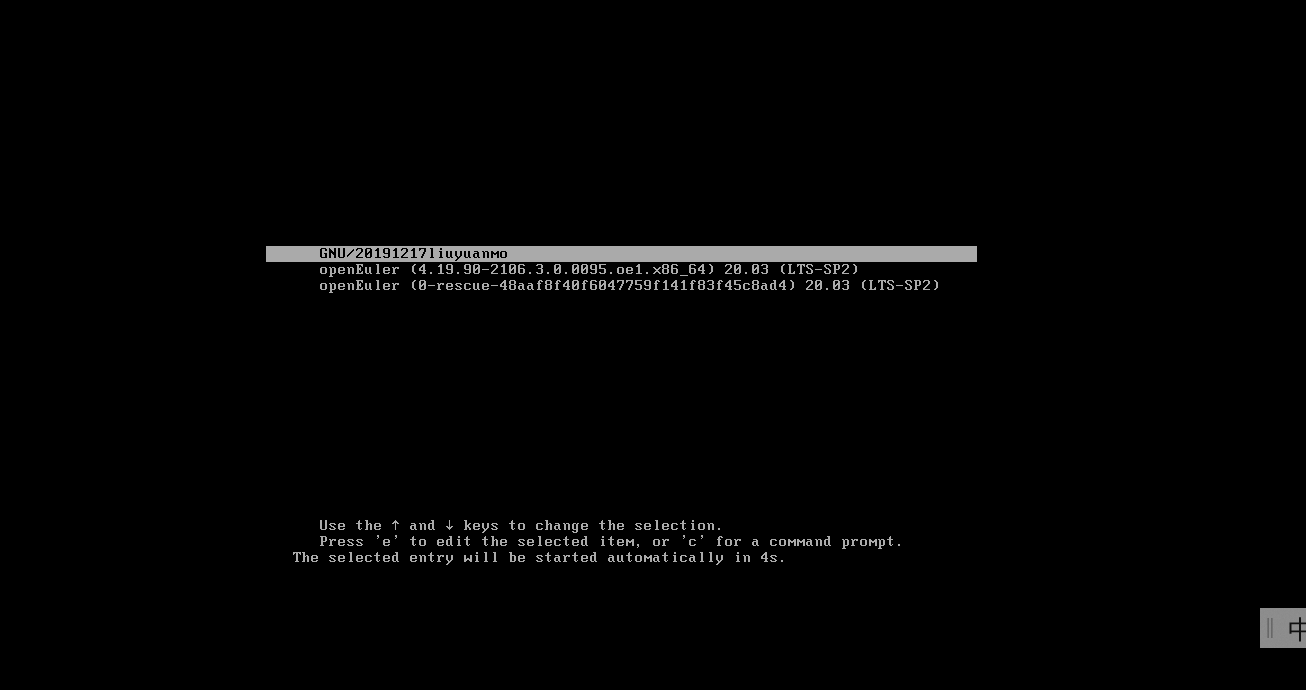 GNU/20191217liuyuanmo
openEuler (4.19.90-2106.3.0.0095.oe1.x86_64) 20.03 (LTS-SP2)
openEuler (0-rescue-48aaf8f40f6047759f141f83f45c8ad4) 20.03 (LTS-SP2)
Use the ↑ and ↓ keys to change the selection.
Press 'e' to edit the selected item, or 'c' for a command prompt.
The selected entry will be started automatically in 4s.
中